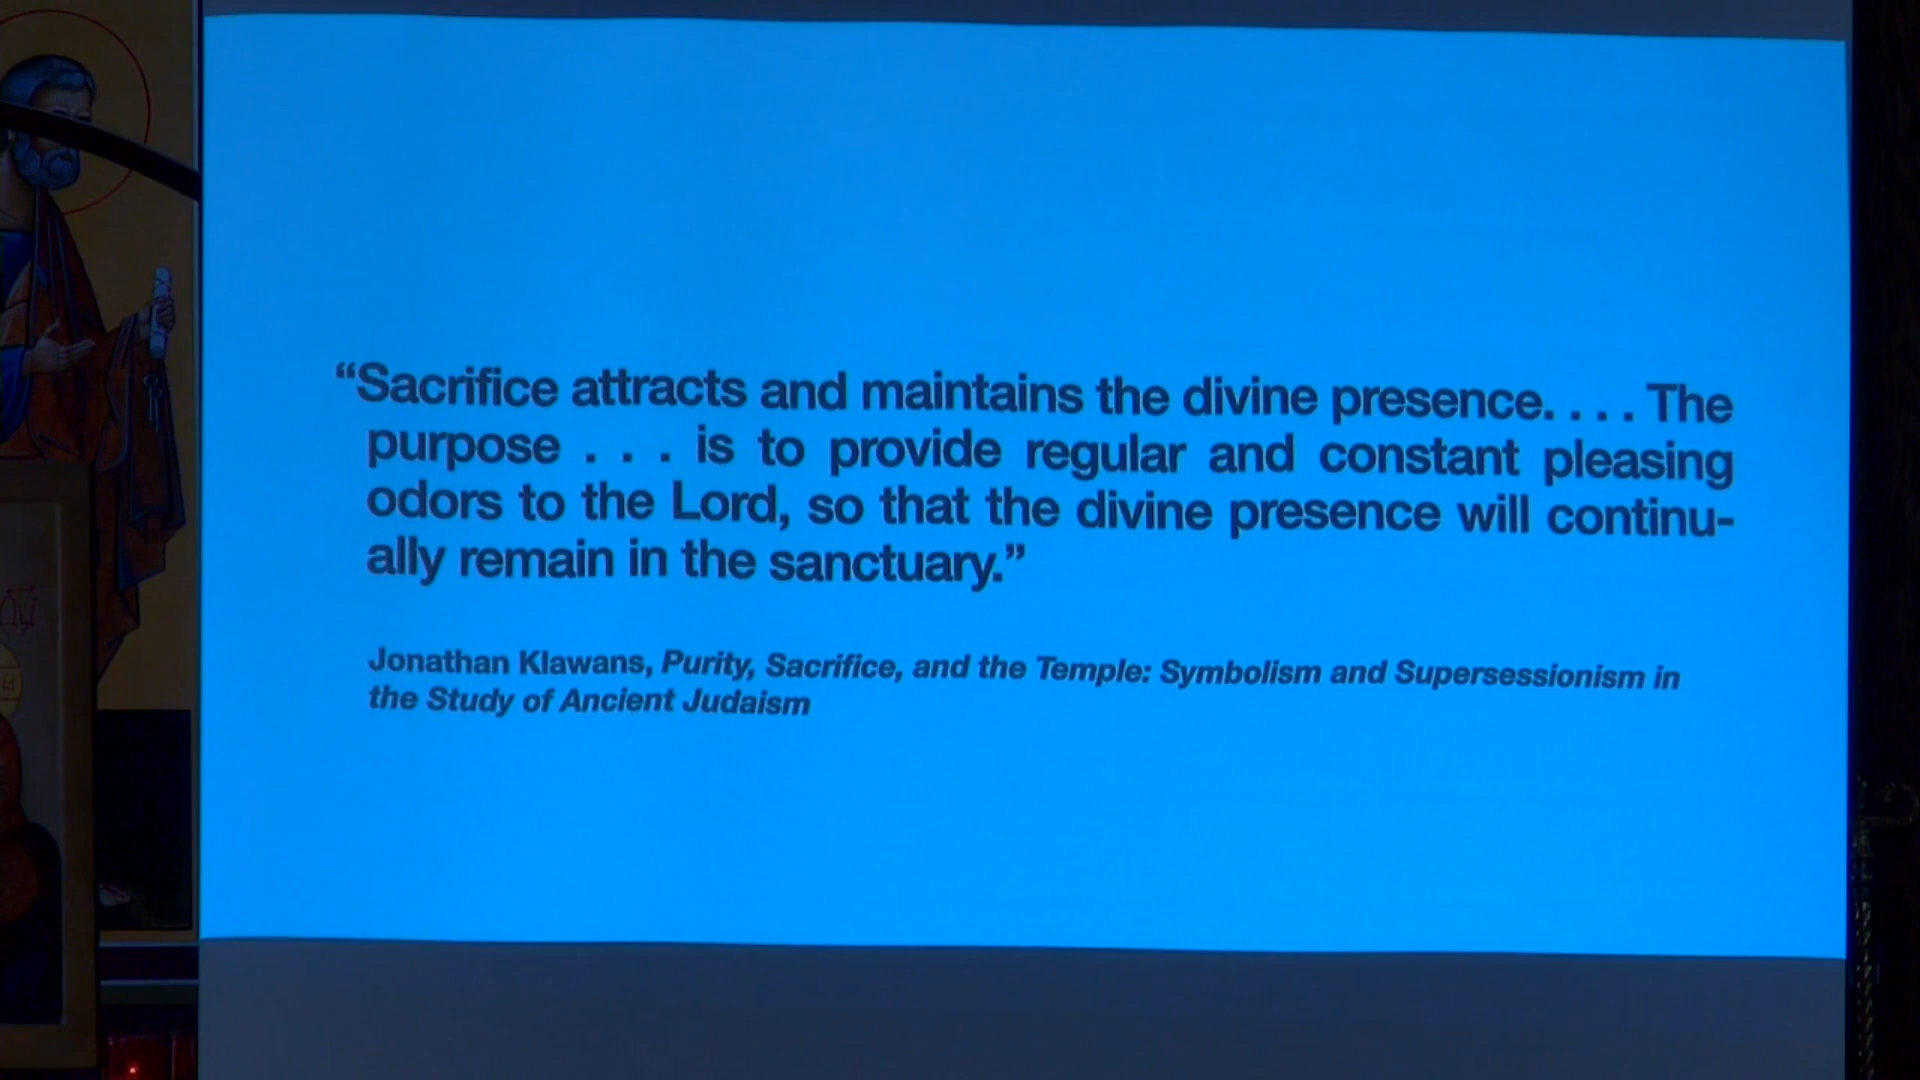 “Sacrifice attracts and maintains the divine presence. . . . The
purpose . . . is to provide regular and constant pleasing
odors to the Lord, so that the divine presence will continu-
ally remain in the sanctuary.”
Jonathan Klawans, Purity, Sacrifice, and the Temple: Symbolism and Supersessionism in
the Study of Ancient Judaism